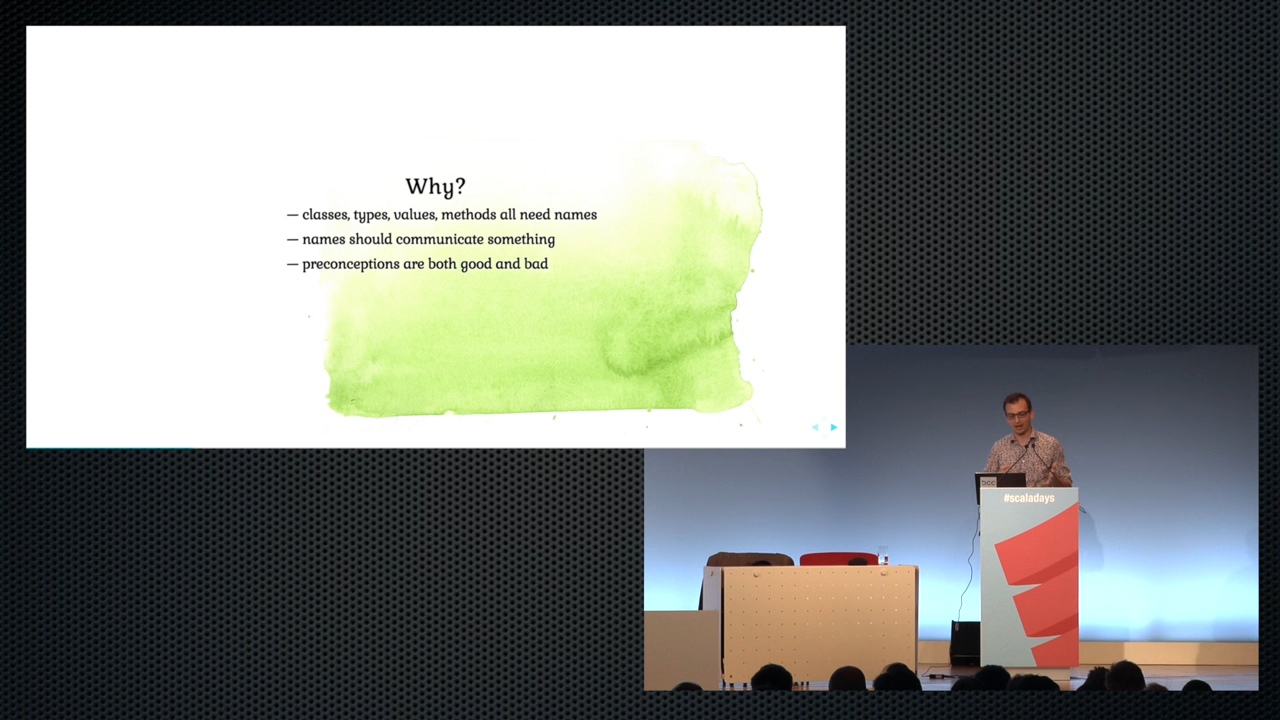 Why?
— classes, types, values, methods all need names
— names should communicate something
— preconceptions are both good and bad
#scaladays